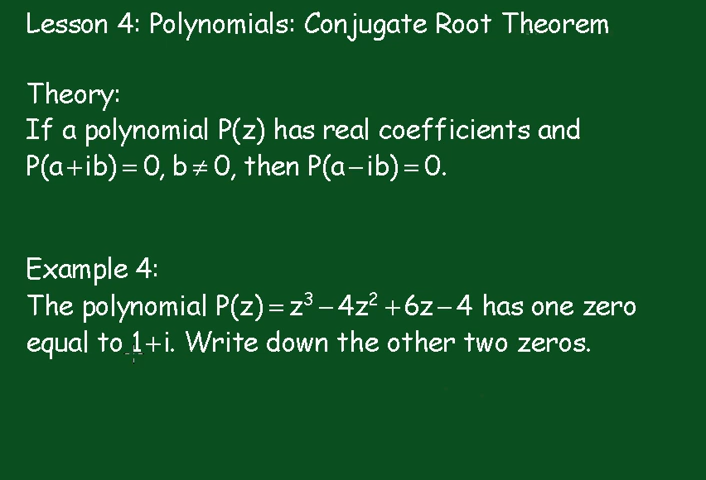 Lesson 4: Polynomials: Conjugate Root Theorem
Theory:
If a polynomial P(z) has real coefficients and
P(a+ib) = 0, b ≠ 0, then P(a−ib) = 0.
Example 4:
The polynomial P(z) = z³ − 4z² + 6z − 4 has one zero
equal to 1+i. Write down the other two zeros.